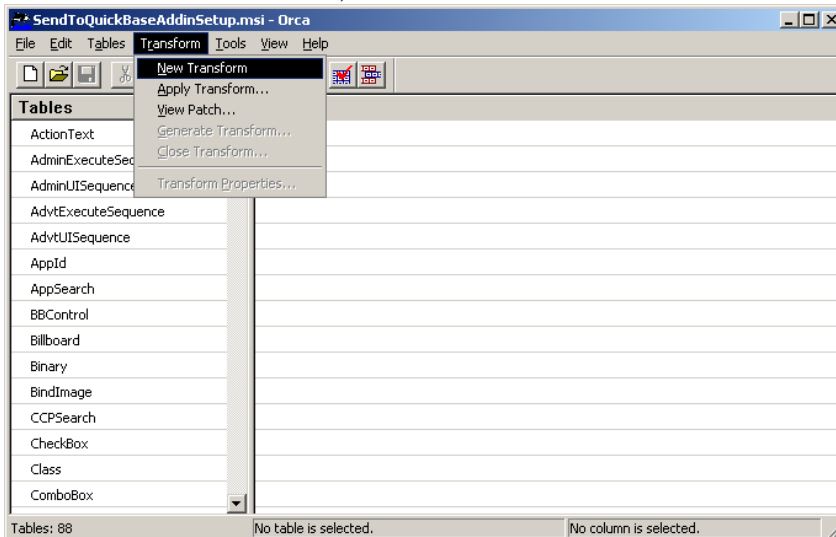 SendToQuickBaseAddinSetup.msi - Orca
File Edit Tables Transform Tools View Help
New Transform
Apply Transform...
View Patch...
Generate Transform...
Close Transform...
Transform Properties...
Tables
ActionText
AdminExecuteSec
AdminUISequence
AdvtExecuteSequence
AdvtUISequence
AppId
AppSearch
BBControl
Billboard
Binary
BindImage
CCPSearch
CheckBox
Class
ComboBox
Tables: 88 No table is selected. No column is selected.